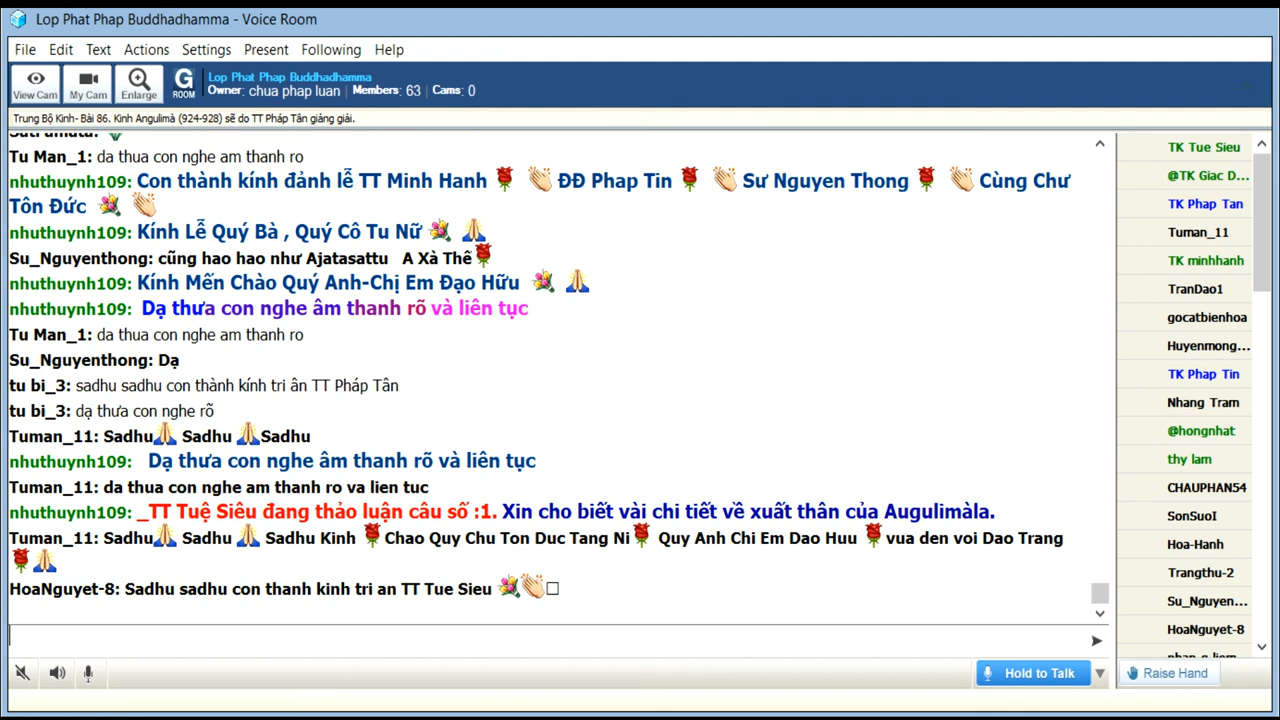 Lop Phat Phap Buddhadhamma - Voice Room
File Edit Text Actions Settings Present Following Help
View Cam My Cam Enlarge G ROOM
Lop Phat Phap Buddhadhamma
Owner: chua phap luan Members: 63 Cams: 0
Trung Bộ Kinh- Bài 86. Kinh Angulimà (924-928) sẽ do TT Pháp Tân giảng giải.
Tu Man_1: da thua con nghe am thanh ro
nhuthuynh109: Con thành kính đảnh lễ TT Minh Hanh 🌹 👏 ĐĐ Phap Tin 🌹 👏 Sư Nguyen Thong 🌹 👏 Cùng Chư
Tôn Đức 💐 👏
nhuthuynh109: Kính Lễ Quý Bà , Quý Cô Tu Nữ 💐 🙏
Su_Nguyenthong: cũng hao hao như Ajatasattu A Xà Thế🌹
nhuthuynh109: Kính Mến Chào Quý Anh-Chị Em Đạo Hữu 💐 🙏
nhuthuynh109: Dạ thưa con nghe âm thanh rõ và liên tục
Tu Man_1: da thua con nghe am thanh ro
Su_Nguyenthong: Dạ
tu bi_3: sadhu sadhu con thành kính tri ân TT Pháp Tân
tu bi_3: dạ thưa con nghe rõ
Tuman_11: Sadhu🙏 Sadhu 🙏Sadhu
nhuthuynh109: Dạ thưa con nghe âm thanh rõ và liên tục
Tuman_11: da thua con nghe am thanh ro va lien tuc
nhuthuynh109: _TT Tuệ Siêu đang thảo luận câu số :1. Xin cho biết vài chi tiết về xuất thân của Augulimàla.
Tuman_11: Sadhu🙏 Sadhu 🙏 Sadhu Kinh 🌹Chao Quy Chu Ton Duc Tang Ni🌹 Quy Anh Chi Em Dao Huu 🌹vua den voi Dao Trang
🌹🙏
HoaNguyet-8: Sadhu sadhu con thanh kinh tri an TT Tue Sieu 💐👏□
TK Tue Sieu
@TK Giac D...
TK Phap Tan
Tuman_11
TK minhhanh
TranDao1
gocatbienhoa
Huyenmong...
TK Phap Tin
Nhang Tram
@hongnhat
thy lam
CHAUPHAN54
SonSuoI
Hoa-Hanh
Trangthu-2
Su_Nguyen...
HoaNguyet-8
Hold to Talk
Raise Hand